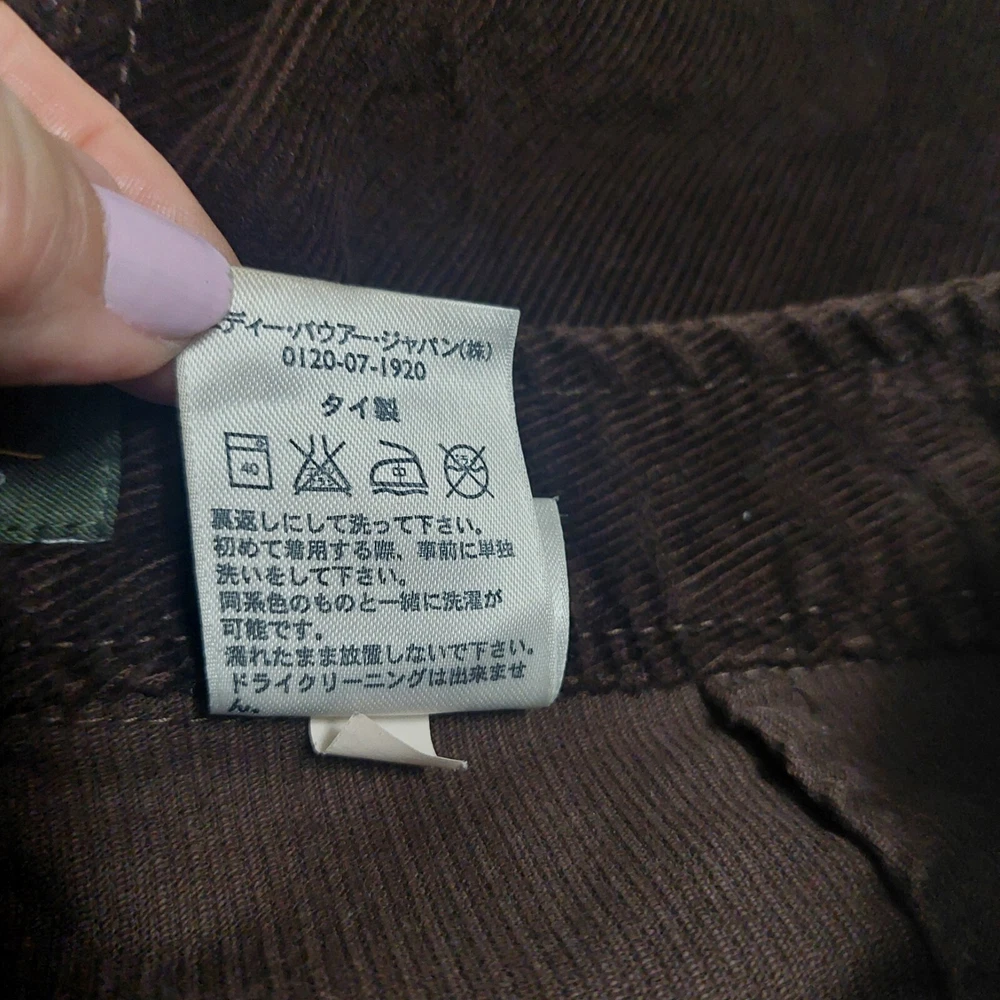 ディー・バウアー・ジャパン(株)
0120-07-1920
タイ製
40
中
裏返しにして洗って下さい。
初めて着用する際、事前に単独
洗いをして下さい。
同系色のものと一緒に洗濯が
可能です。
濡れたまま放置しないで下さい。
ドライクリーニングは出来ませ
ん。